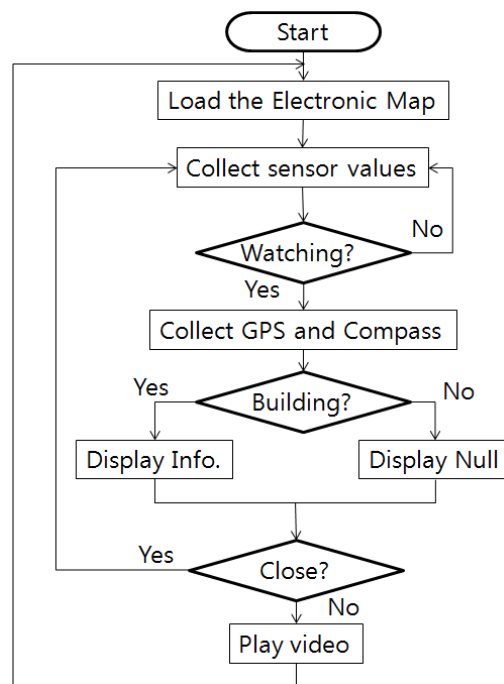 Start
Load the Electronic Map
Collect sensor values
No
Watching?
Yes
Collect GPS and Compass
Yes
Building?
No
Display Info.
Display Null
Yes
Close?
No
Play video